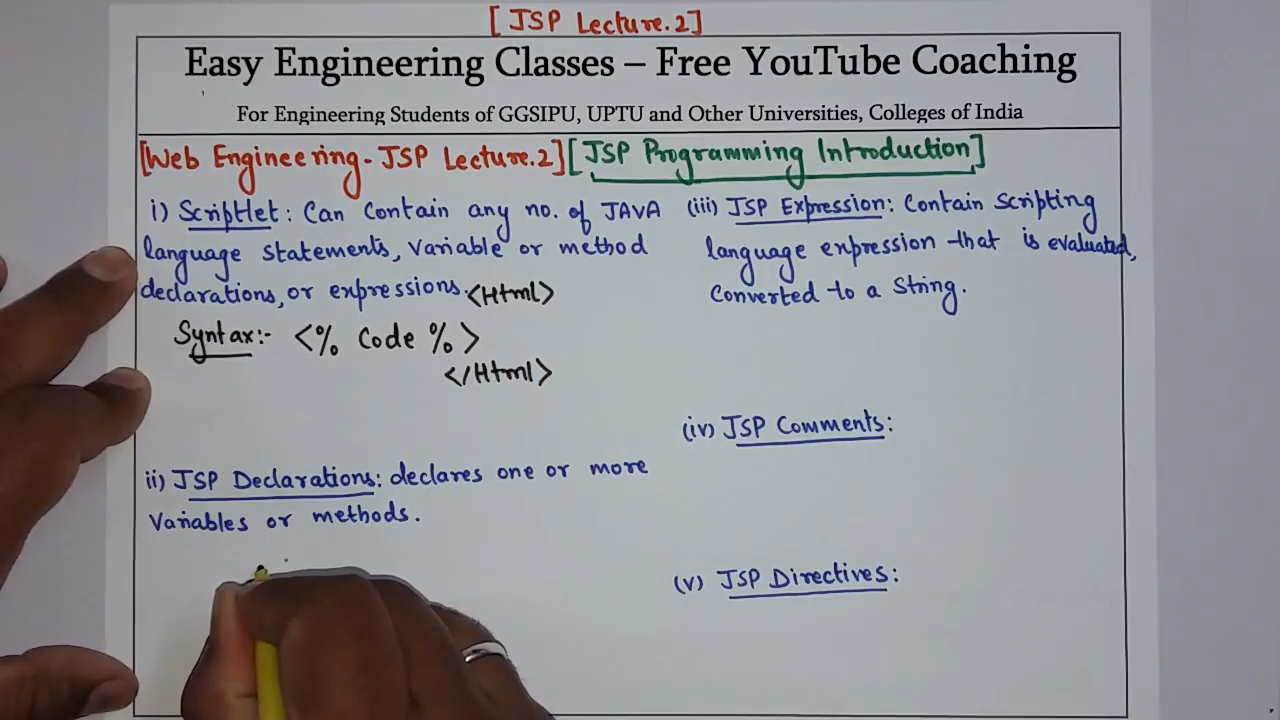 [JSP Lecture.2]
Easy Engineering Classes – Free YouTube Coaching
For Engineering Students of GGSIPU, UPTU and Other Universities, Colleges of India
[Web Engineering-JSP Lecture.2][JSP Programming Introduction]
i) Scriptlet: Can contain any no. of JAVA
language statements, variable or method
declarations, or expressions.
<Html>
Syntax:- <% Code %>
</Html>
ii) JSP Declarations: declares one or more
Variables or methods.
(iii) JSP Expression: Contain Scripting
language expression that is evaluated,
Converted to a String.
(iv) JSP Comments:
(v) JSP Directives: